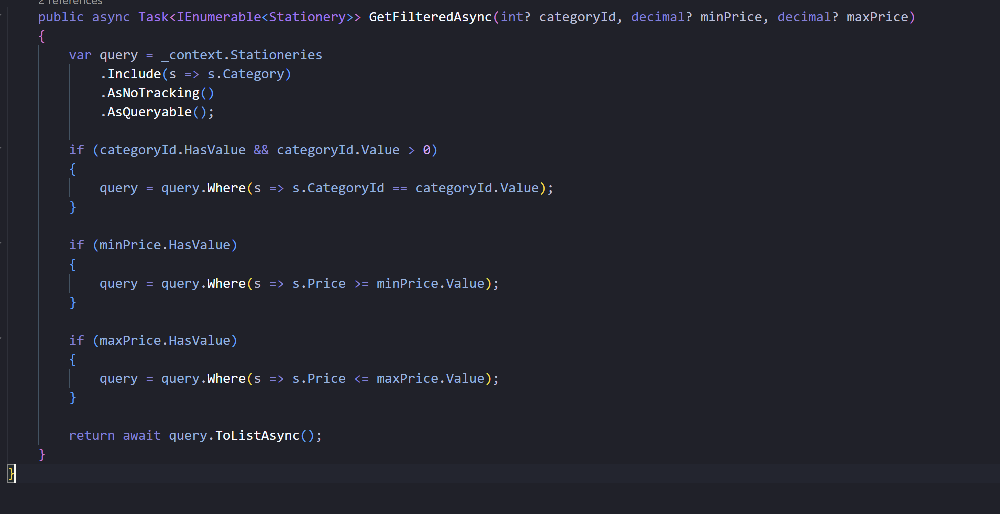 2 references
public async Task<IEnumerable<Stationery>> GetFilteredAsync(int? categoryId, decimal? minPrice, decimal? maxPrice)
{
var query = _context.Stationeries
.Include(s => s.Category)
.AsNoTracking()
.AsQueryable();
if (categoryId.HasValue && categoryId.Value > 0)
{
query = query.Where(s => s.CategoryId == categoryId.Value);
}
if (minPrice.HasValue)
{
query = query.Where(s => s.Price >= minPrice.Value);
}
if (maxPrice.HasValue)
{
query = query.Where(s => s.Price <= maxPrice.Value);
}
return await query.ToListAsync();
}
}